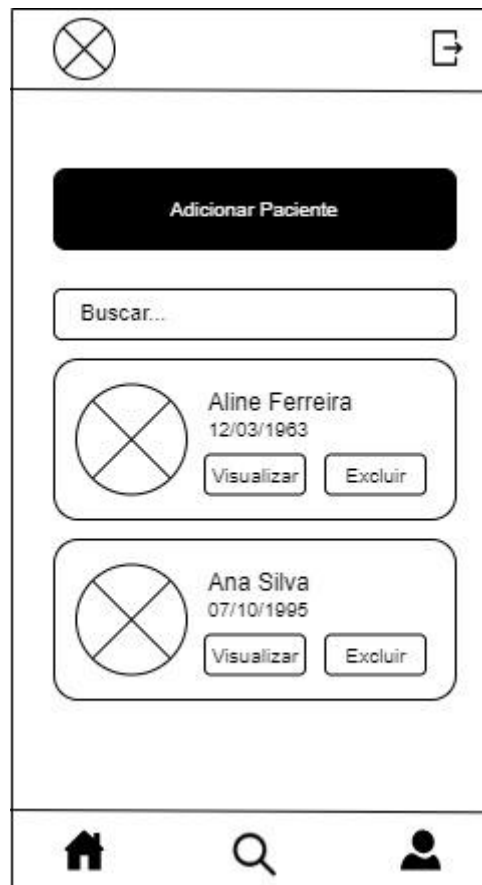 Adicionar Paciente
Buscar...
Aline Ferreira
12/03/1963
Visualizar
Excluir
Ana Silva
07/10/1995
Visualizar
Excluir